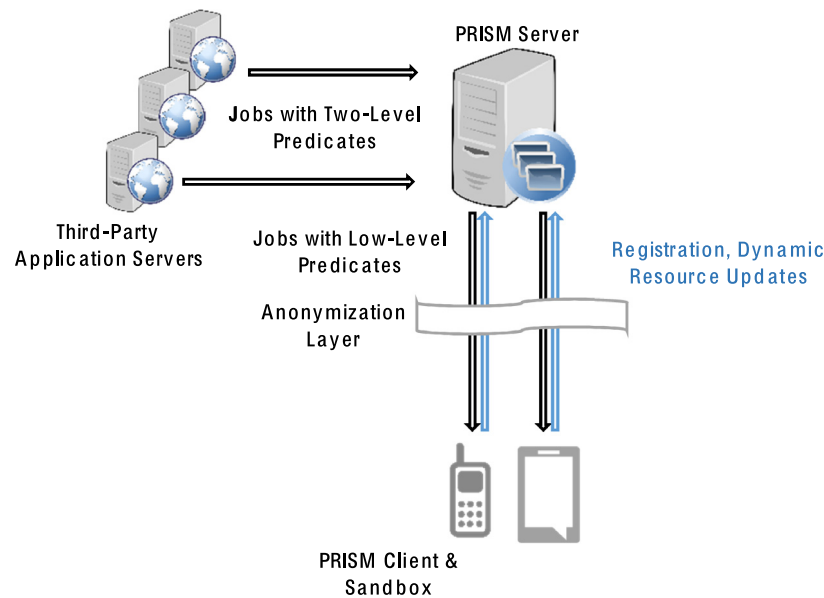 PRISM Server
Jobs with Two-Level
Predicates
Third-Party
Application Servers
Jobs with Low-Level
Predicates
Registration, Dynamic
Resource Updates
Anonymization
Layer
PRISM Client &
Sandbox